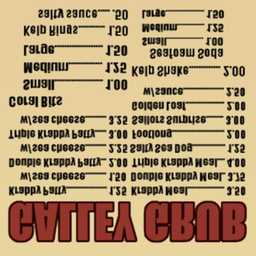 GALLEY GRUB
Krabby Patty........ 1.25
w/sea cheese...... 1.50
Double Krabby Patty.. 2.00
w/sea cheese...... 2.25
Triple Krabby Patty... 3.00
w/sea cheese...... 3.25
Coral Bits
Small............ 1.00
Medium........ 1.25
Large............ 1.50
Kelp Rings....... 1.50
salty sauce..... .50
Krabby Meal......... 3.50
Double Krabby Meal.. 3.75
Triple Krabby Meal... 4.00
Salty Sea Dog....... 1.25
Footlong............ 2.00
Sailors Surprise..... 3.00
Golden Loaf......... 2.00
w/sauce........... 2.50
Kelp Shake.......... 2.00
Seafoam Soda
Small............ 1.00
Medium......... 1.25
Large............ 1.50